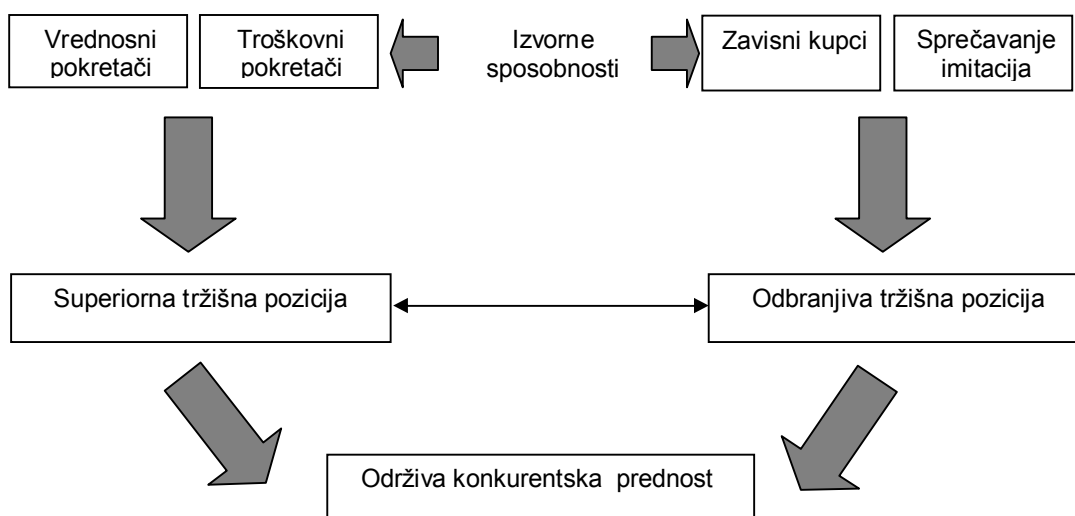 Vrednosni
pokretači
Troškovni
pokretači
Izvorne
sposobnosti
Zavisni kupci
Sprečavanje
imitacija
Superiorna tržišna pozicija
Odbranjiva tržišna pozicija
Održiva konkurentska prednost